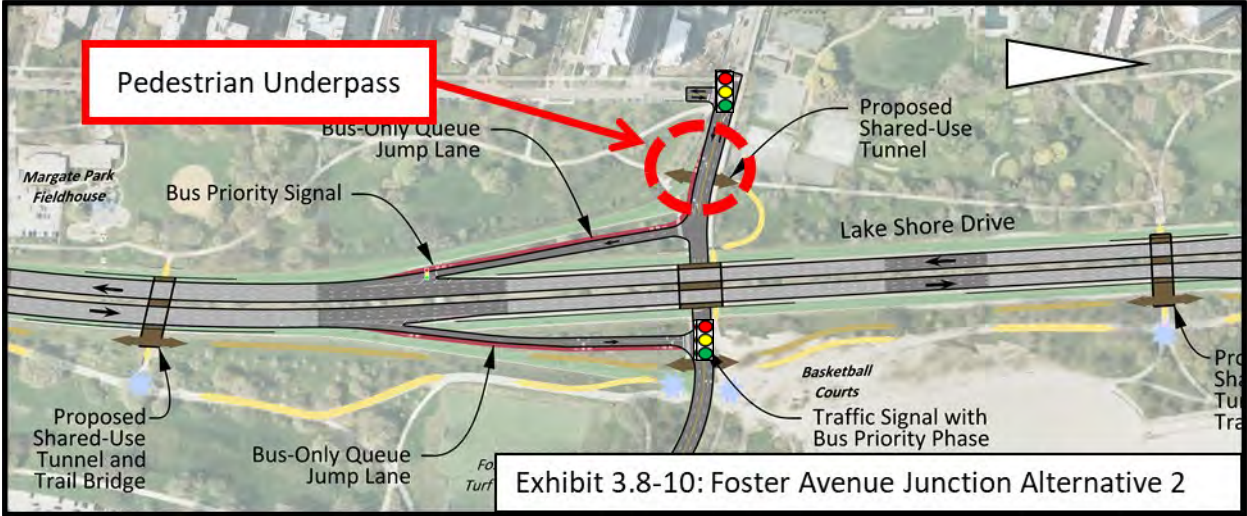 Pedestrian Underpass
Bus-Only Queue
Jump Lane
Proposed
Shared-Use
Tunnel
Margate Park
Fieldhouse
Bus Priority Signal
Lake Shore Drive
Proposed
Shared-Use
Tunnel and
Trail Bridge
Bus-Only Queue
Jump Lane
Basketball
Courts
Traffic Signal with
Bus Priority Phase
Turf
Exhibit 3.8-10: Foster Avenue Junction Alternative 2